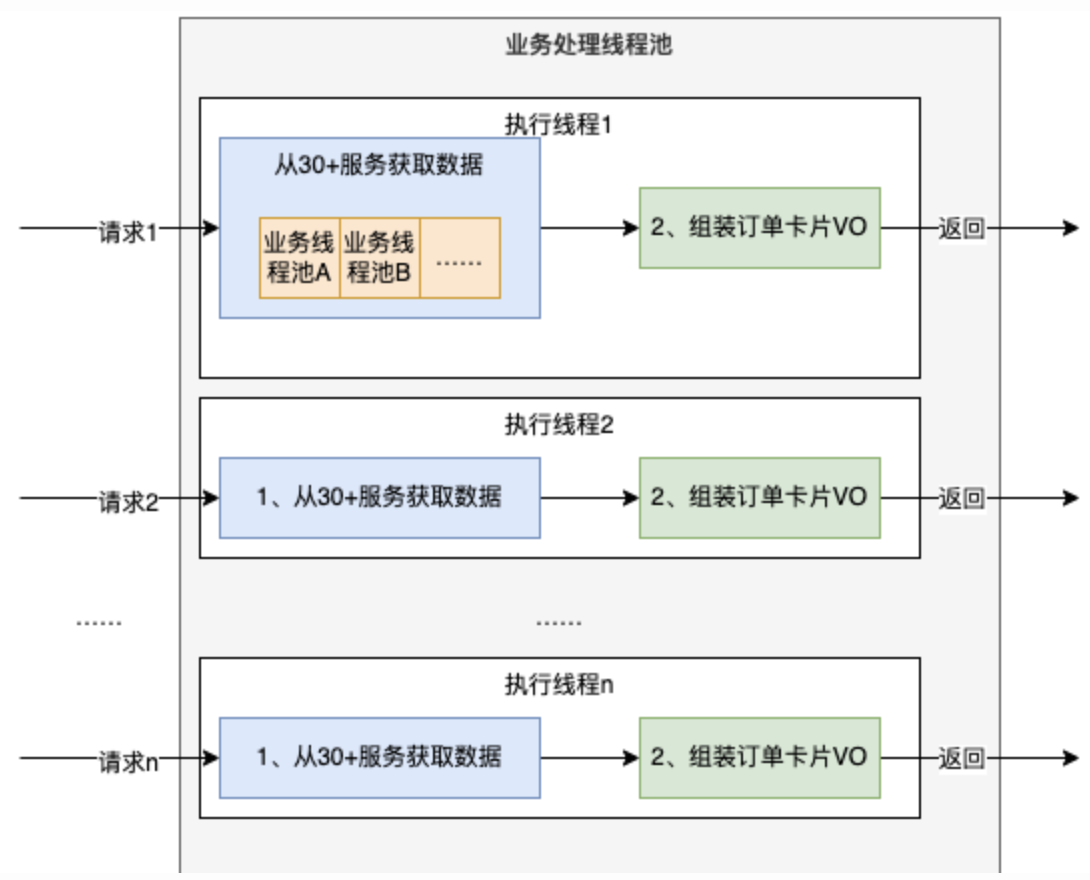 业务处理线程池
执行线程1
从30+服务获取数据
业务线
程池A
业务线
程池B
......
请求1
2、组装订单卡片VO
返回
执行线程2
请求2
1、从30+服务获取数据
2、组装订单卡片VO
返回
......
......
执行线程n
请求n
1、从30+服务获取数据
2、组装订单卡片VO
返回